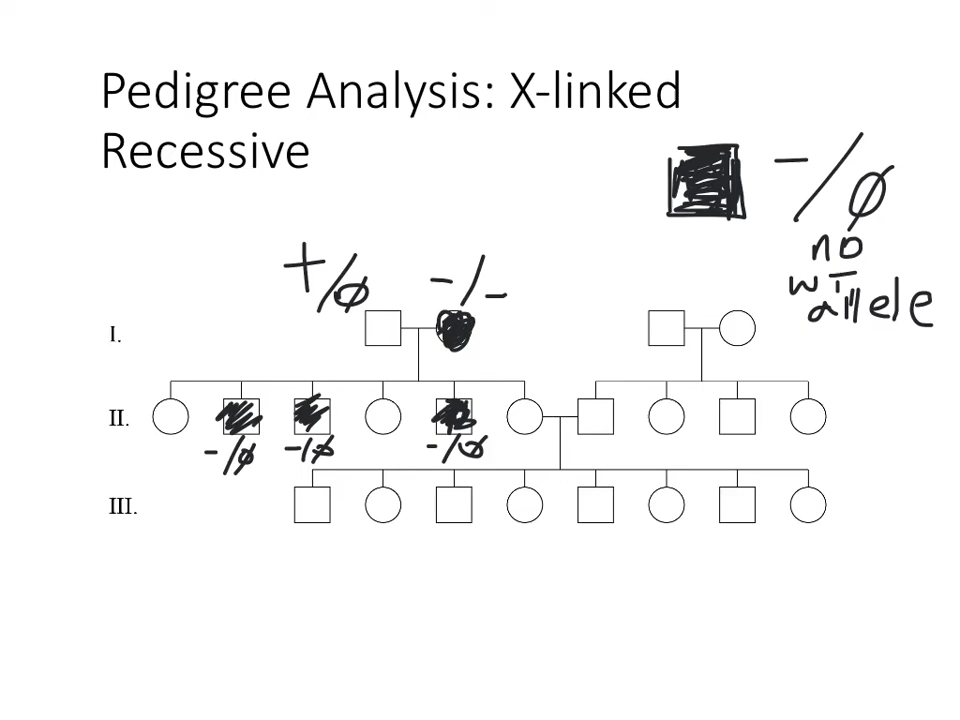 Pedigree Analysis: X-linked
Recessive
-/∅
no
WT
allele
+/∅
-/-
I.
II.
-/∅
-/∅
-/∅
III.